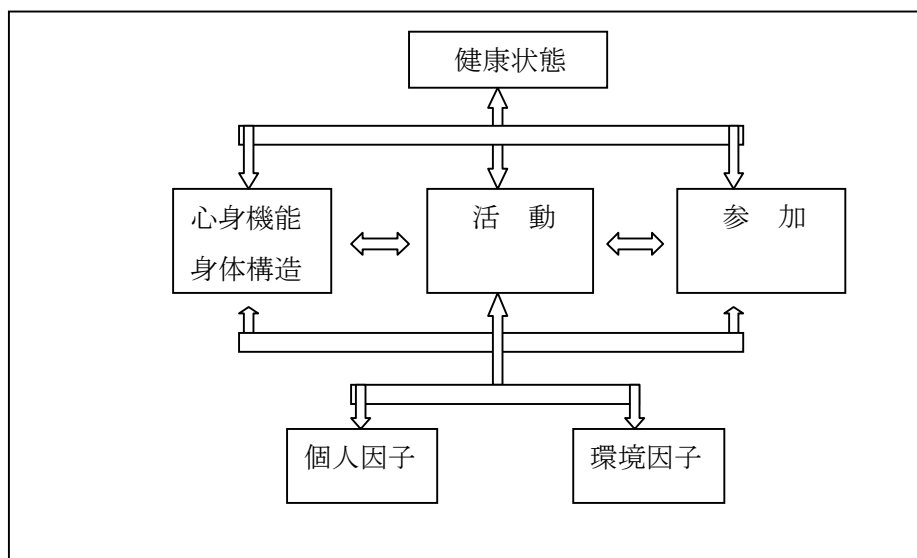 健康状態
心身機能
身体構造
活　動
参　加
個人因子
環境因子